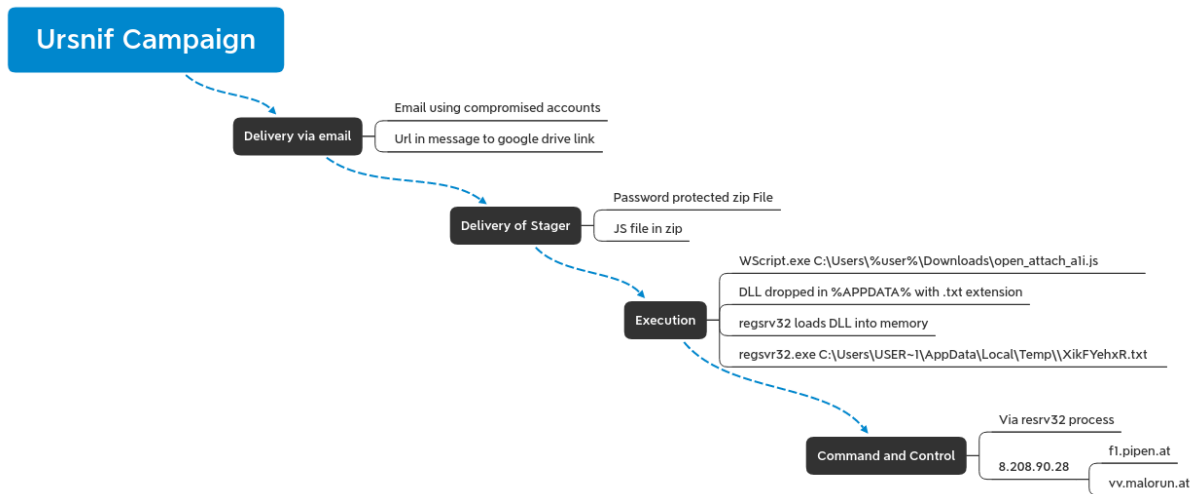 Ursnif Campaign
Delivery via email
Email using compromised accounts
Url in message to google drive link
Delivery of Stager
Password protected zip File
JS file in zip
Execution
WScript.exe C:\Users\%user%\Downloads\open_attach_a1i.js
DLL dropped in %APPDATA% with .txt extension
regsrv32 loads DLL into memory
regsvr32.exe C:\Users\USER~1\AppData\Local\Temp\\XikFYehxR.txt
Command and Control
Via resrv32 process
8.208.90.28
f1.pipen.at
vv.malorun.at